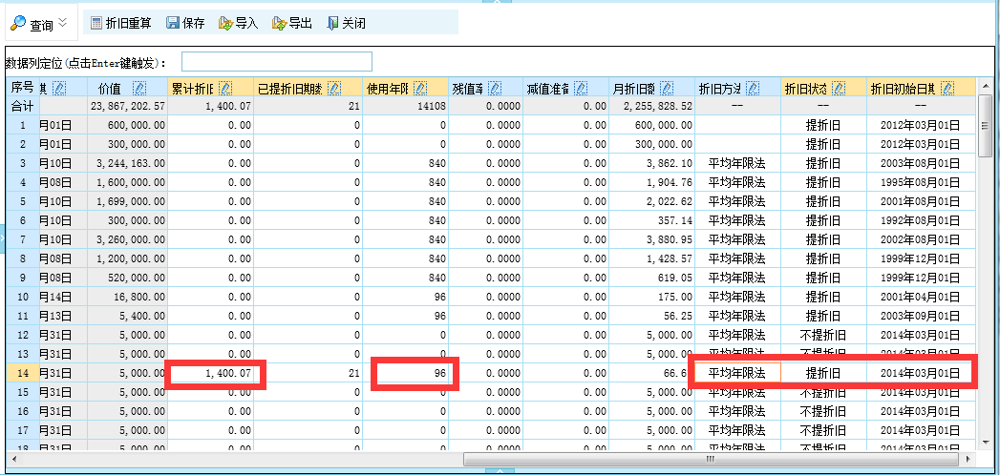 查询 折旧重算 保存 导入 导出 关闭
数据列定位(点击Enter键触发):
序号 价值 累计折旧 已提折旧期数 使用年限 残值率 减值准备 月折旧额 折旧方法 折旧状态 折旧初始日期
合计 23,867,202.57 1,400.07 21 14108 0.0000 0.00 2,255,828.52 -- -- --
1 月01日 600,000.00 0.00 0 0 0.0000 0.00 600,000.00 提折旧 2012年03月01日
2 月01日 300,000.00 0.00 0 0 0.0000 0.00 300,000.00 提折旧 2012年03月01日
3 月10日 3,244,163.00 0.00 0 840 0.0000 0.00 3,862.10 平均年限法 提折旧 2003年08月01日
4 月08日 1,600,000.00 0.00 0 840 0.0000 0.00 1,904.76 平均年限法 提折旧 1995年08月01日
5 月10日 1,699,000.00 0.00 0 840 0.0000 0.00 2,022.62 平均年限法 提折旧 2001年08月01日
6 月10日 300,000.00 0.00 0 840 0.0000 0.00 357.14 平均年限法 提折旧 1992年08月01日
7 月10日 3,260,000.00 0.00 0 840 0.0000 0.00 3,880.95 平均年限法 提折旧 2002年08月01日
8 月08日 1,200,000.00 0.00 0 840 0.0000 0.00 1,428.57 平均年限法 提折旧 1999年12月01日
9 月08日 520,000.00 0.00 0 840 0.0000 0.00 619.05 平均年限法 提折旧 1999年12月01日
10 月14日 16,800.00 0.00 0 96 0.0000 0.00 175.00 平均年限法 提折旧 2001年04月01日
11 月13日 5,400.00 0.00 0 96 0.0000 0.00 56.25 平均年限法 提折旧 2003年09月01日
12 月31日 5,000.00 0.00 0 0 0.0000 0.00 5,000.00 平均年限法 不提折旧 2014年03月01日
13 月31日 5,000.00 0.00 0 0 0.0000 0.00 5,000.00 平均年限法 不提折旧 2014年03月01日
14 月31日 5,000.00 1,400.07 21 96 0.0000 0.00 66.6 平均年限法 提折旧 2014年03月01日
15 月31日 5,000.00 0.00 0 0 0.0000 0.00 5,000.00 平均年限法 不提折旧 2014年03月01日
16 月31日 5,000.00 0.00 0 0 0.0000 0.00 5,000.00 平均年限法 不提折旧 2014年03月01日
17 月31日 5,000.00 0.00 0 0 0.0000 0.00 5,000.00 平均年限法 不提折旧 2014年03月01日
18 月31日 5,000.00 0.00 0 0 0.0000 0.00 5,000.00 平均年限法 不提折旧 2014年03月01日